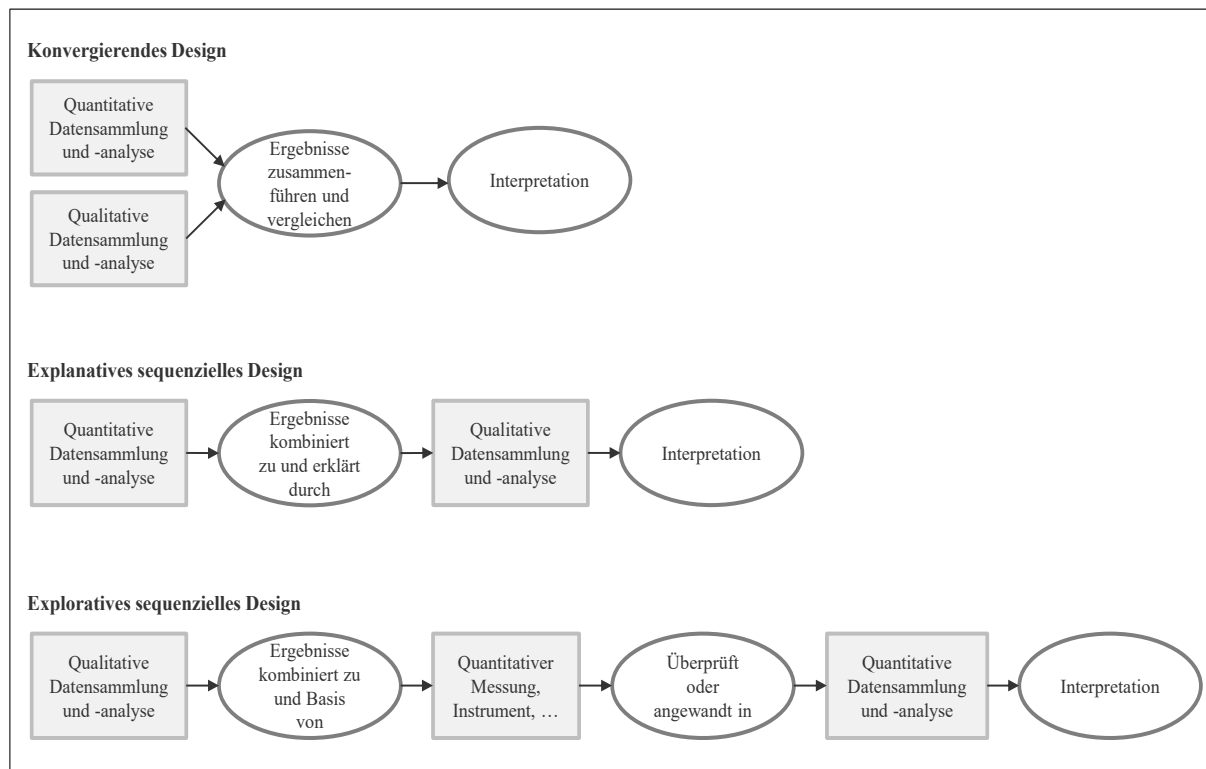 Konvergierendes Design
Quantitative
Datensammlung
und -analyse
Qualitative
Datensammlung
und -analyse
Ergebnisse
zusammen-
führen und
vergleichen
Interpretation
Explanatives sequenzielles Design
Quantitative
Datensammlung
und -analyse
Ergebnisse
kombiniert
zu und erklärt
durch
Qualitative
Datensammlung
und -analyse
Interpretation
Exploratives sequenzielles Design
Qualitative
Datensammlung
und -analyse
Ergebnisse
kombiniert zu
und Basis
von
Quantitativer
Messung,
Instrument, …
Überprüft
oder
angewandt in
Quantitative
Datensammlung
und -analyse
Interpretation